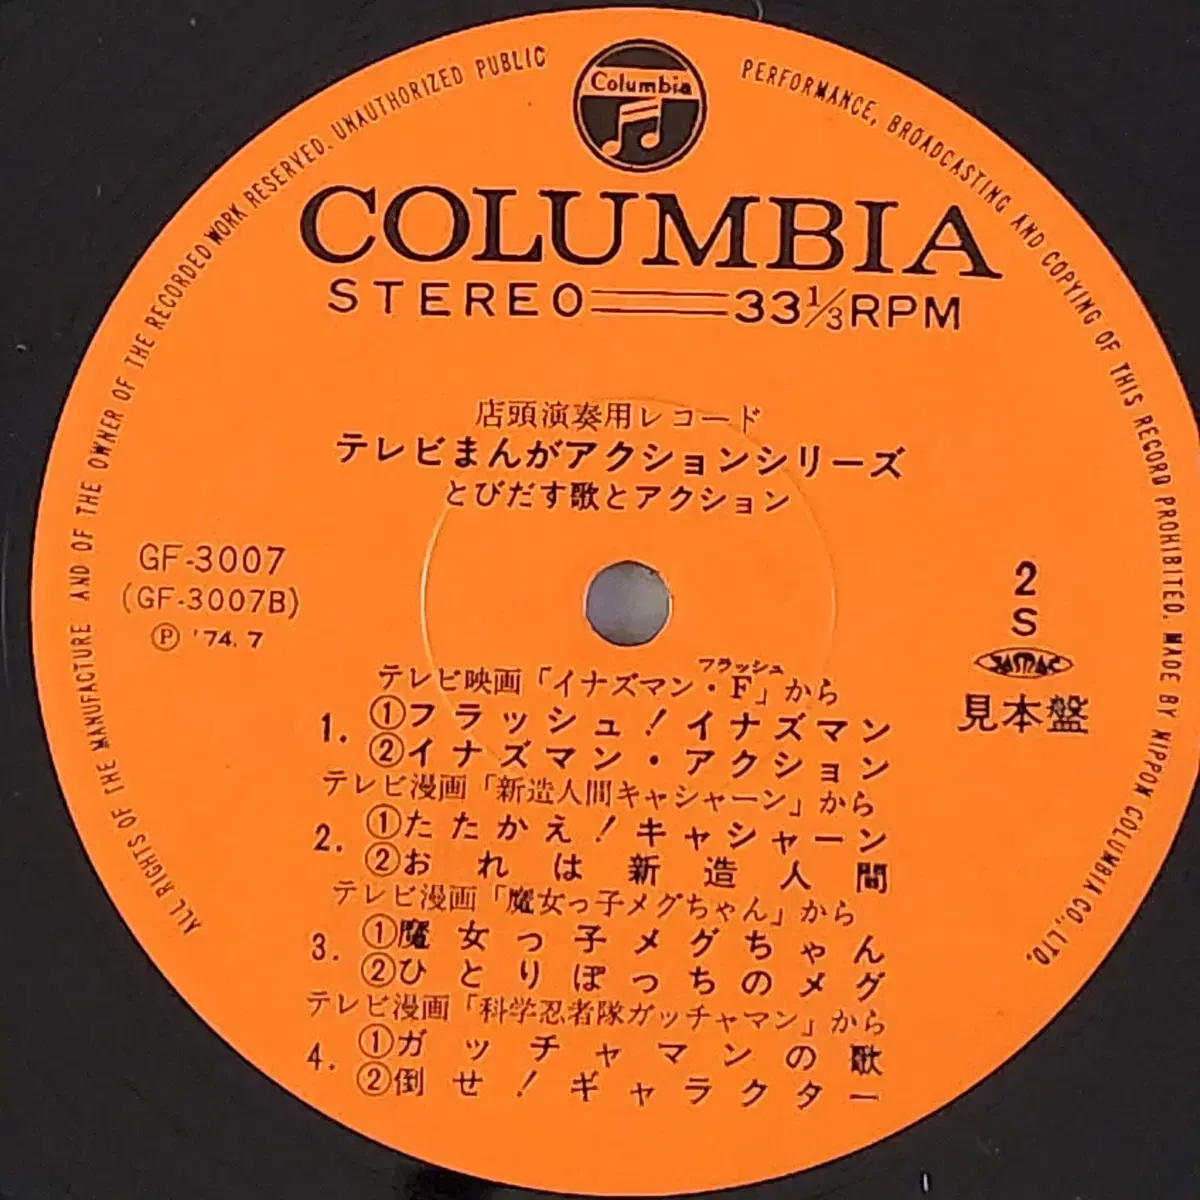 Columbia
ALL RIGHTS OF THE MANUFACTURE AND OF THE OWNER OF THE RECORDED WORK RESERVED. UNAUTHORIZED PUBLIC PERFORMANCE, BROADCASTING AND COPYING OF THIS RECORD PROHIBITED. MADE BY NIPPON COLUMBIA CO., LTD.
COLUMBIA
STEREO 33 1/3 RPM
店頭演奏用レコード
テレビまんがアクションシリーズ
とびだす歌とアクション
GF-3007
(GF-3007B)
Ⓟ '74.7
2
S
JASRAC
見本盤
フラッシュ
テレビ映画「イナズマン・F」から
1. ①フラッシュ!イナズマン
②イナズマン・アクション
テレビ漫画「新造人間キャシャーン」から
2. ①たたかえ!キャシャーン
②おれは新造人間
テレビ漫画「魔女っ子メグちゃん」から
3. ①魔女っ子メグちゃん
②ひとりぽっちのメグ
テレビ漫画「科学忍者隊ガッチャマン」から
4. ①ガッチャマンの歌
②倒せ!ギャラクター